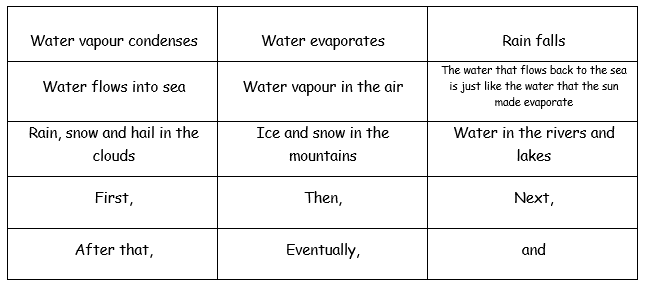 Water vapour condenses
Water evaporates
Rain falls
Water flows into sea
Water vapour in the air
The water that flows back to the sea
is just like the water that the sun
made evaporate
Rain, snow and hail in the
clouds
Ice and snow in the
mountains
Water in the rivers and
lakes
First,
Then,
Next,
After that,
Eventually,
and